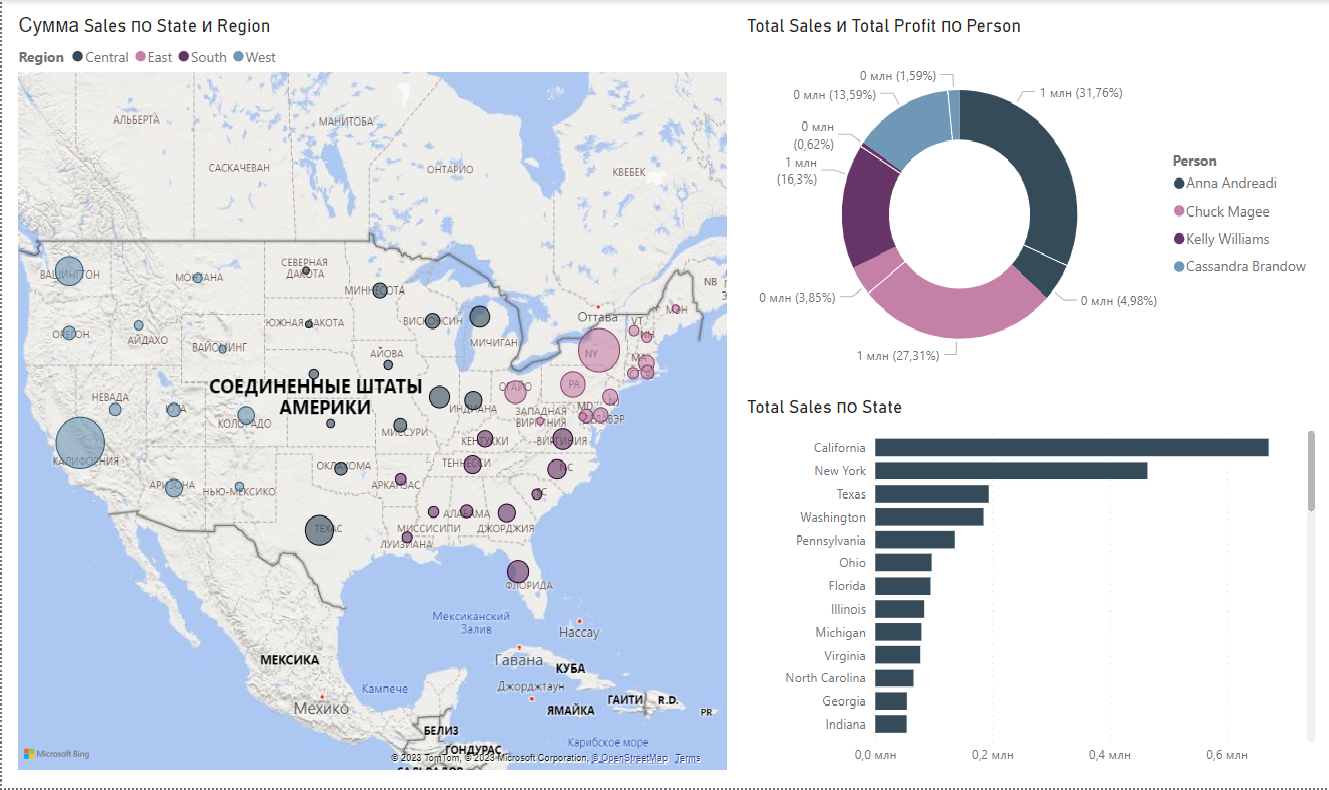 Сумма Sales по State и Region
Region Central East South West
АЛЬБЕРТА
МАНИТОБА
САСКАЧЕВАН
ОНТАРИО
КВЕБЕК
ВАШИНГТОН
МОНТАНА
СЕВЕРНАЯ
ДАКОТА
МИННЕСОТА
NB
Оттава
VT
МЭН
NH
ОРЕГОН
АЙДАХО
ЮЖНАЯ ДАКОТА
ВИСКОНСИН
ВАЙОМИНГ
МИЧИГАН
NY
MA
АЙОВА
НЕВАДА
СОЕДИНЕННЫЕ ШТАТЫ
АМЕРИКИ
ОГАЙО
PA
NJ
MD
ДЕЛАВЭР
КОЛОРАДО
ИНДИАНА
ЗАПАДНАЯ
ВИРГИНИЯ
МИССУРИ
КЕНТУККИ
ВИРГИНИЯ
КАЛИФОРНИЯ
ОКЛАХОМА
ТЕННЕССИ
NC
АРИЗОНА
НЬЮ-МЕКСИКО
АРКАНЗАС
SC
АЛАБАМА
МИССИСИПИ
ДЖОРДЖИЯ
ТЕХАС
ЛУИЗИАНА
ФЛОРИДА
Мексиканский
Залив
Нассау
МЕКСИКА
Гавана
КУБА
Кампече
Джорджтаун
ГАИТИ
R.D.
Мехико
ЯМАЙКА
PR
БЕЛИЗ
Карибское море
ГОНДУРАС
САЛЬВАДОР
Microsoft Bing
© 2023 TomTom, © 2023 Microsoft Corporation, © OpenStreetMap Terms
Total Sales и Total Profit по Person
0 млн (1,59%)
0 млн (13,59%)
1 млн (31,76%)
0 млн
(0,62%)
1 млн
(16,3%)
0 млн (3,85%)
0 млн (4,98%)
1 млн (27,31%)
Person
Anna Andreadi
Chuck Magee
Kelly Williams
Cassandra Brandow
Total Sales по State
California
New York
Texas
Washington
Pennsylvania
Ohio
Florida
Illinois
Michigan
Virginia
North Carolina
Georgia
Indiana
0,0 млн 0,2 млн 0,4 млн 0,6 млн